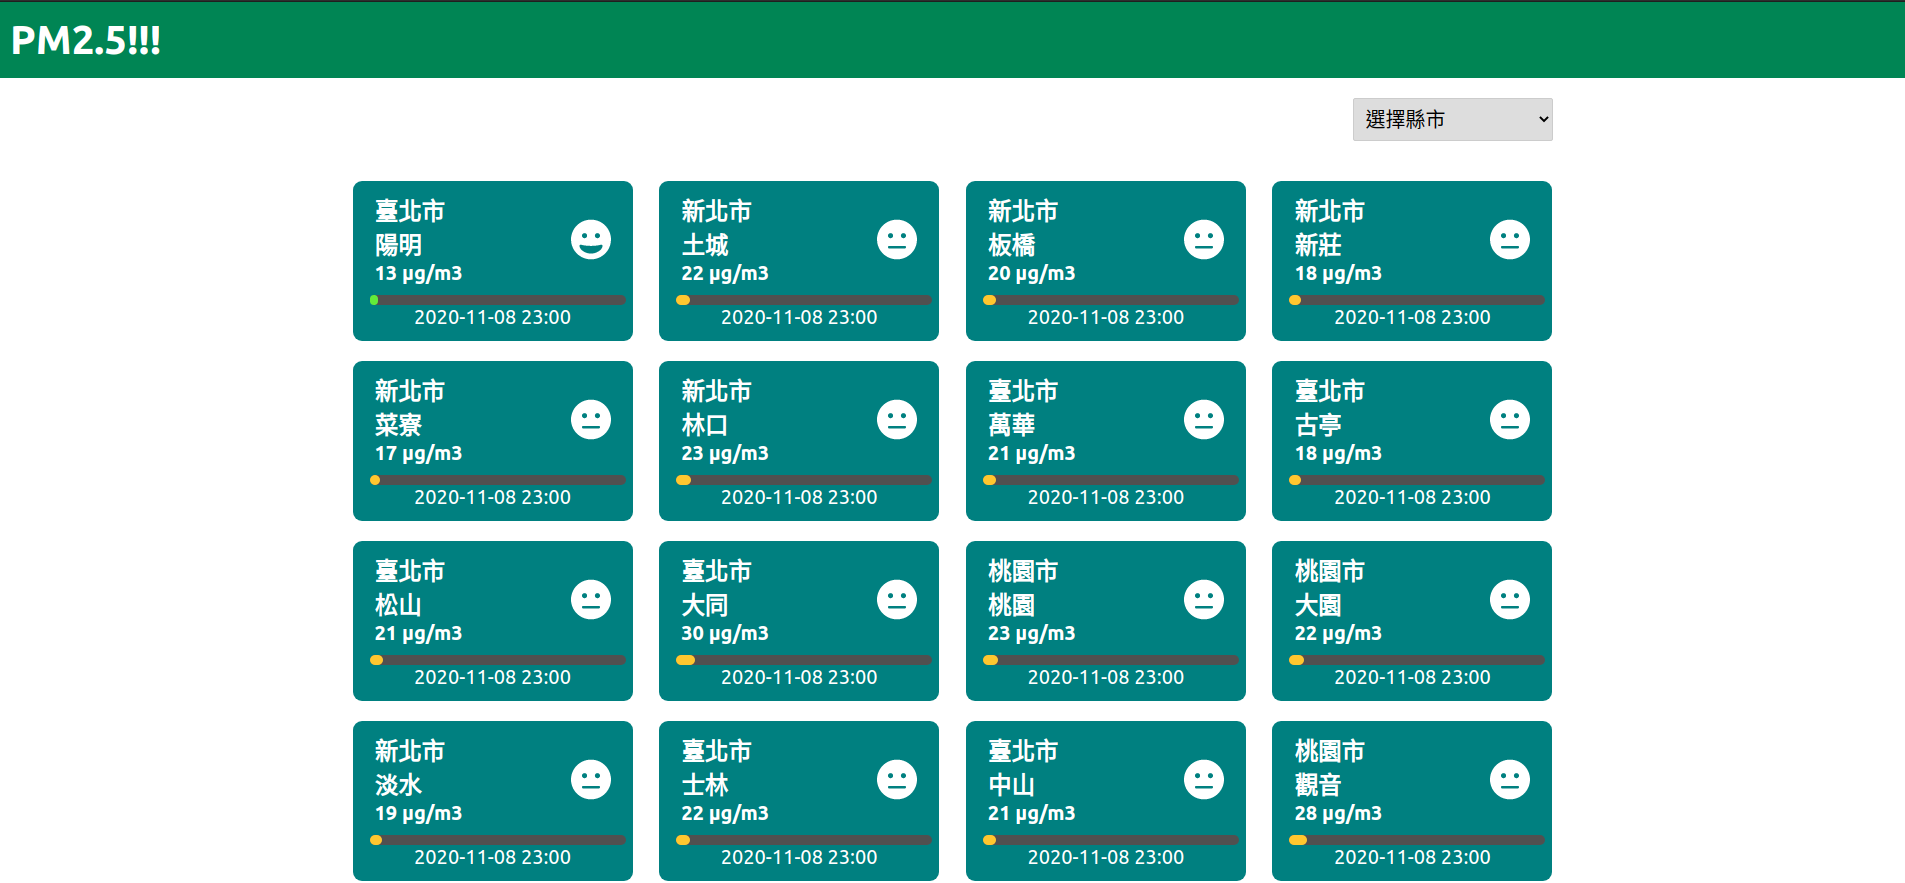 PM2.5!!!
選擇縣市
臺北市
陽明
13 µg/m3
2020-11-08 23:00
新北市
土城
22 µg/m3
2020-11-08 23:00
新北市
板橋
20 µg/m3
2020-11-08 23:00
新北市
新莊
18 µg/m3
2020-11-08 23:00
新北市
菜寮
17 µg/m3
2020-11-08 23:00
新北市
林口
23 µg/m3
2020-11-08 23:00
臺北市
萬華
21 µg/m3
2020-11-08 23:00
臺北市
古亭
18 µg/m3
2020-11-08 23:00
臺北市
松山
21 µg/m3
2020-11-08 23:00
臺北市
大同
30 µg/m3
2020-11-08 23:00
桃園市
桃園
23 µg/m3
2020-11-08 23:00
桃園市
大園
22 µg/m3
2020-11-08 23:00
新北市
淡水
19 µg/m3
2020-11-08 23:00
臺北市
士林
22 µg/m3
2020-11-08 23:00
臺北市
中山
21 µg/m3
2020-11-08 23:00
桃園市
觀音
28 µg/m3
2020-11-08 23:00